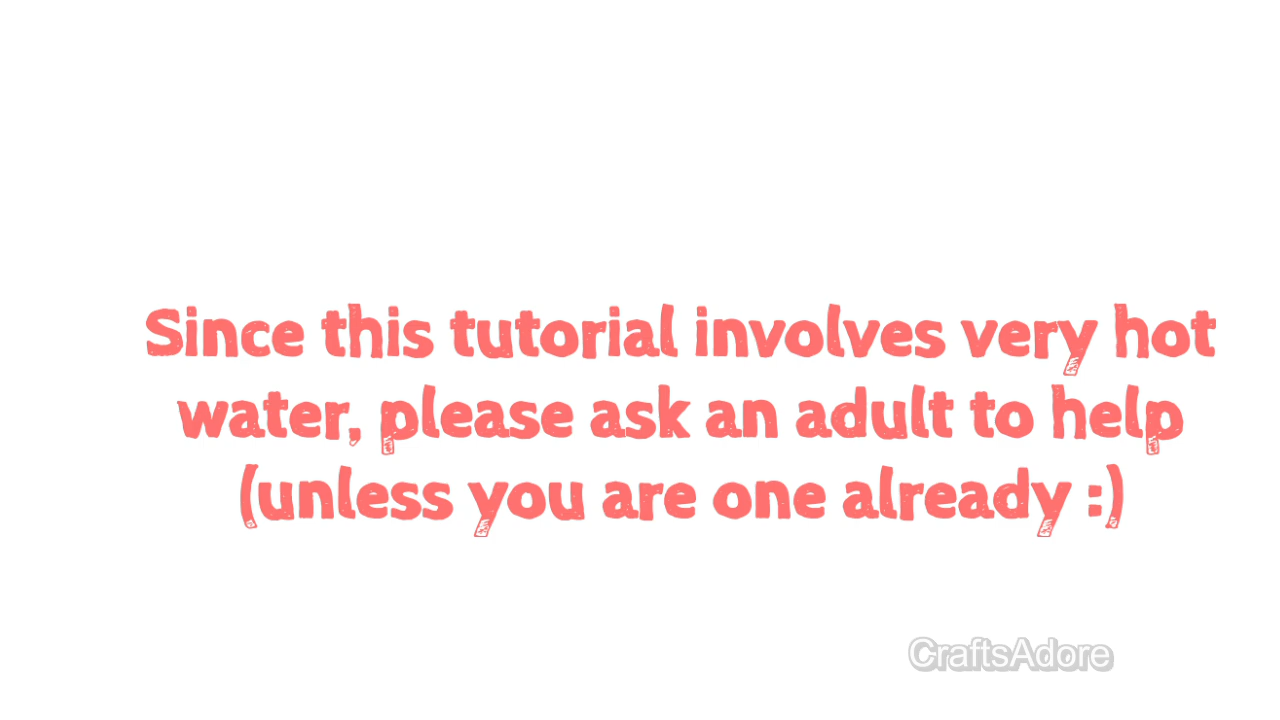 Since this tutorial involves very hot
water, please ask an adult to help
(unless you are one already :)
CraftsAdore